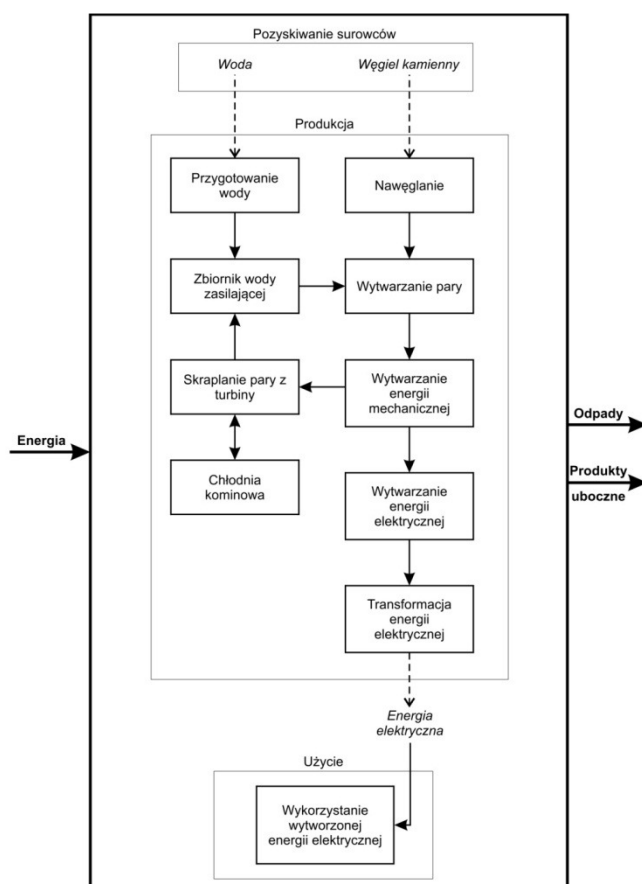 Pozyskiwanie surowców
Woda
Węgiel kamienny
Produkcja
Przygotowanie
wody
Nawęglanie
Zbiornik wody
zasilającej
Wytwarzanie pary
Skraplanie pary z
turbiny
Wytwarzanie
energii
mechanicznej
Chłodnia
kominowa
Wytwarzanie
energii
elektrycznej
Transformacja
energii
elektrycznej
Energia
elektryczna
Użycie
Wykorzystanie
wytworzonej
energii elektrycznej
Energia
Odpady
Produkty
uboczne